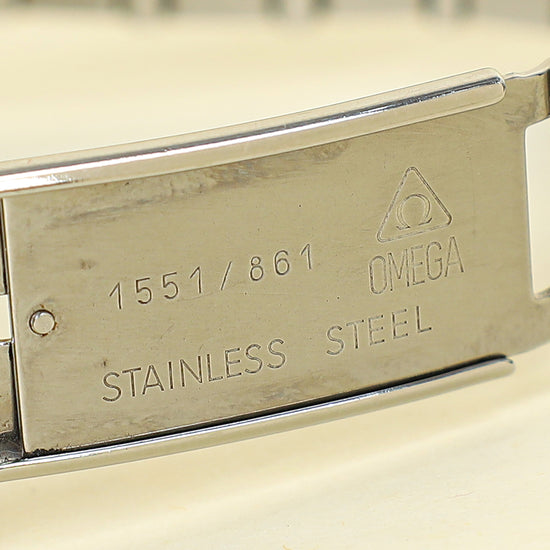 Ω
OMEGA
1551/861
STAINLESS STEEL